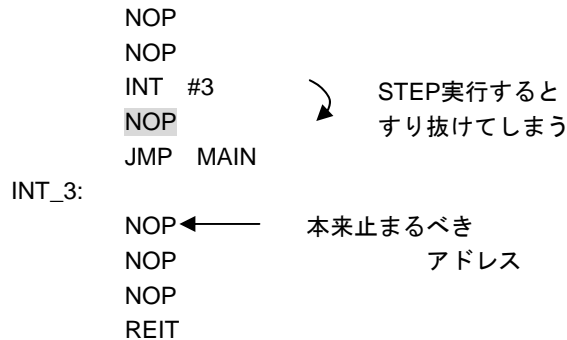 NOP
NOP
INT #3 STEP実行すると
NOP すり抜けてしまう
JMP MAIN
INT_3:
NOP 本来止まるべき
NOP アドレス
NOP
REIT